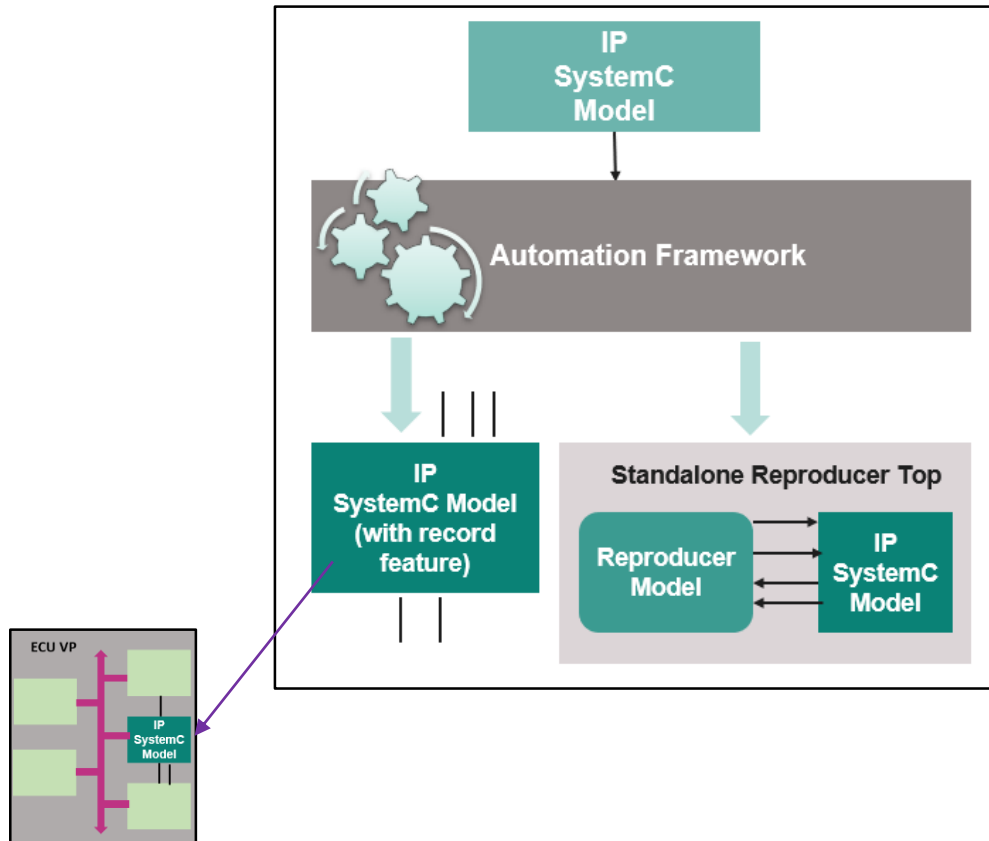 IP
SystemC
Model
Automation Framework
IP
SystemC Model
(with record
feature)
Standalone Reproducer Top
Reproducer
Model
IP
SystemC
Model
ECU VP
IP
SystemC
Model